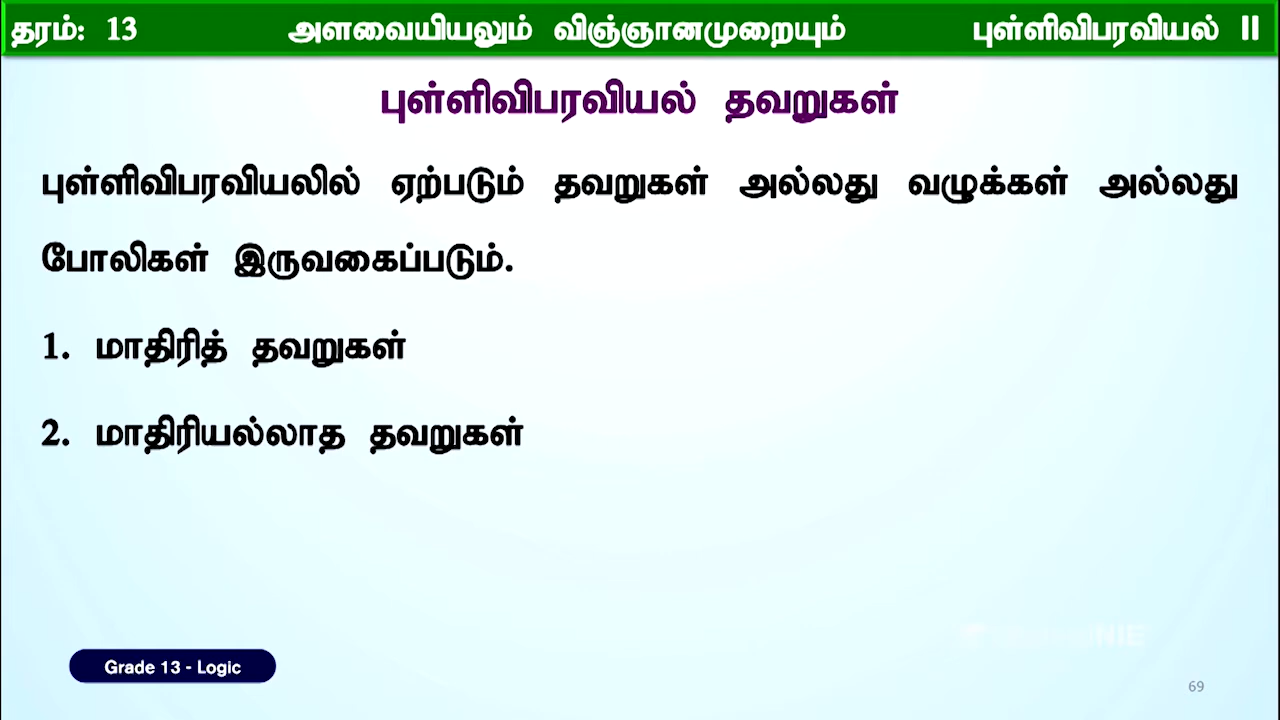 தரம்: 13 அளவையியலும் விஞ்ஞானமுறையும் புள்ளிவிபரவியல் II
புள்ளிவிபரவியல் தவறுகள்
புள்ளிவிபரவியலில் ஏற்படும் தவறுகள் அல்லது வழுக்கள் அல்லது
போலிகள் இருவகைப்படும்.
1. மாதிரித் தவறுகள்
2. மாதிரியல்லாத தவறுகள்
NIE
Grade 13 - Logic
69